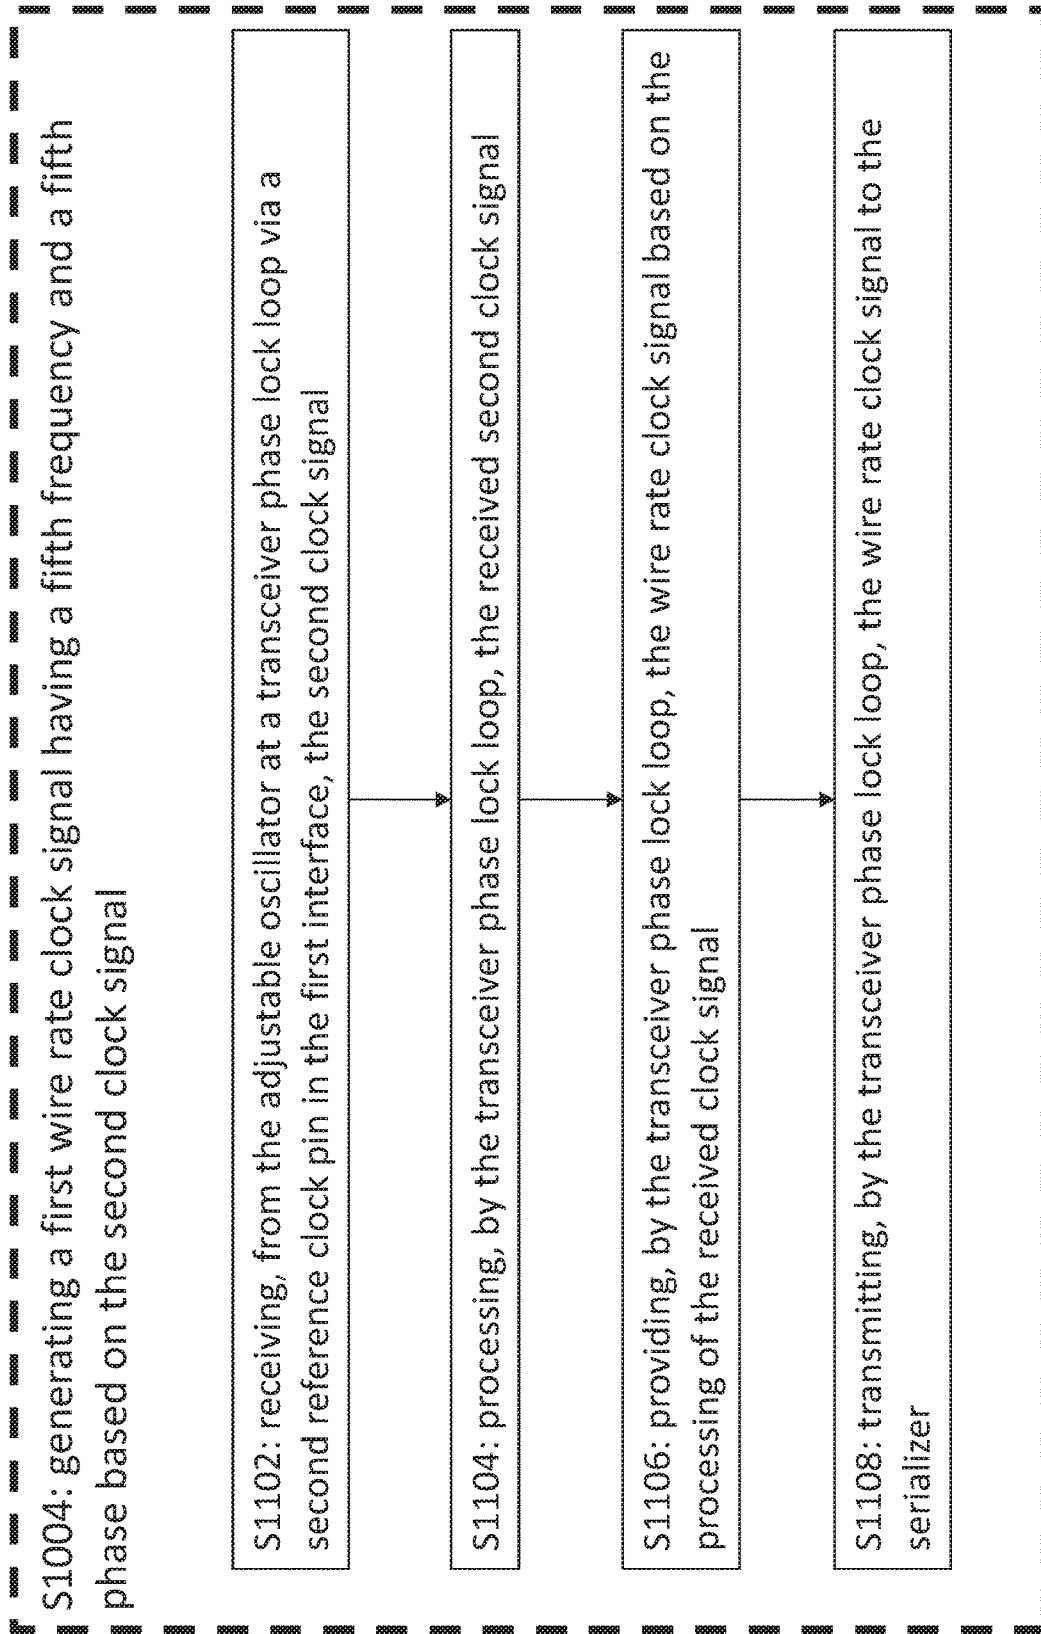 S1004: generating a first wire rate clock signal having a fifth frequency and a fifth
phase based on the second clock signal
S1102: receiving, from the adjustable oscillator at a transceiver phase lock loop via a
second reference clock pin in the first interface, the second clock signal
S1104: processing, by the transceiver phase lock loop, the received second clock signal
S1106: providing, by the transceiver phase lock loop, the wire rate clock signal based on the
processing of the received clock signal
S1108: transmitting, by the transceiver phase lock loop, the wire rate clock signal to the
serializer